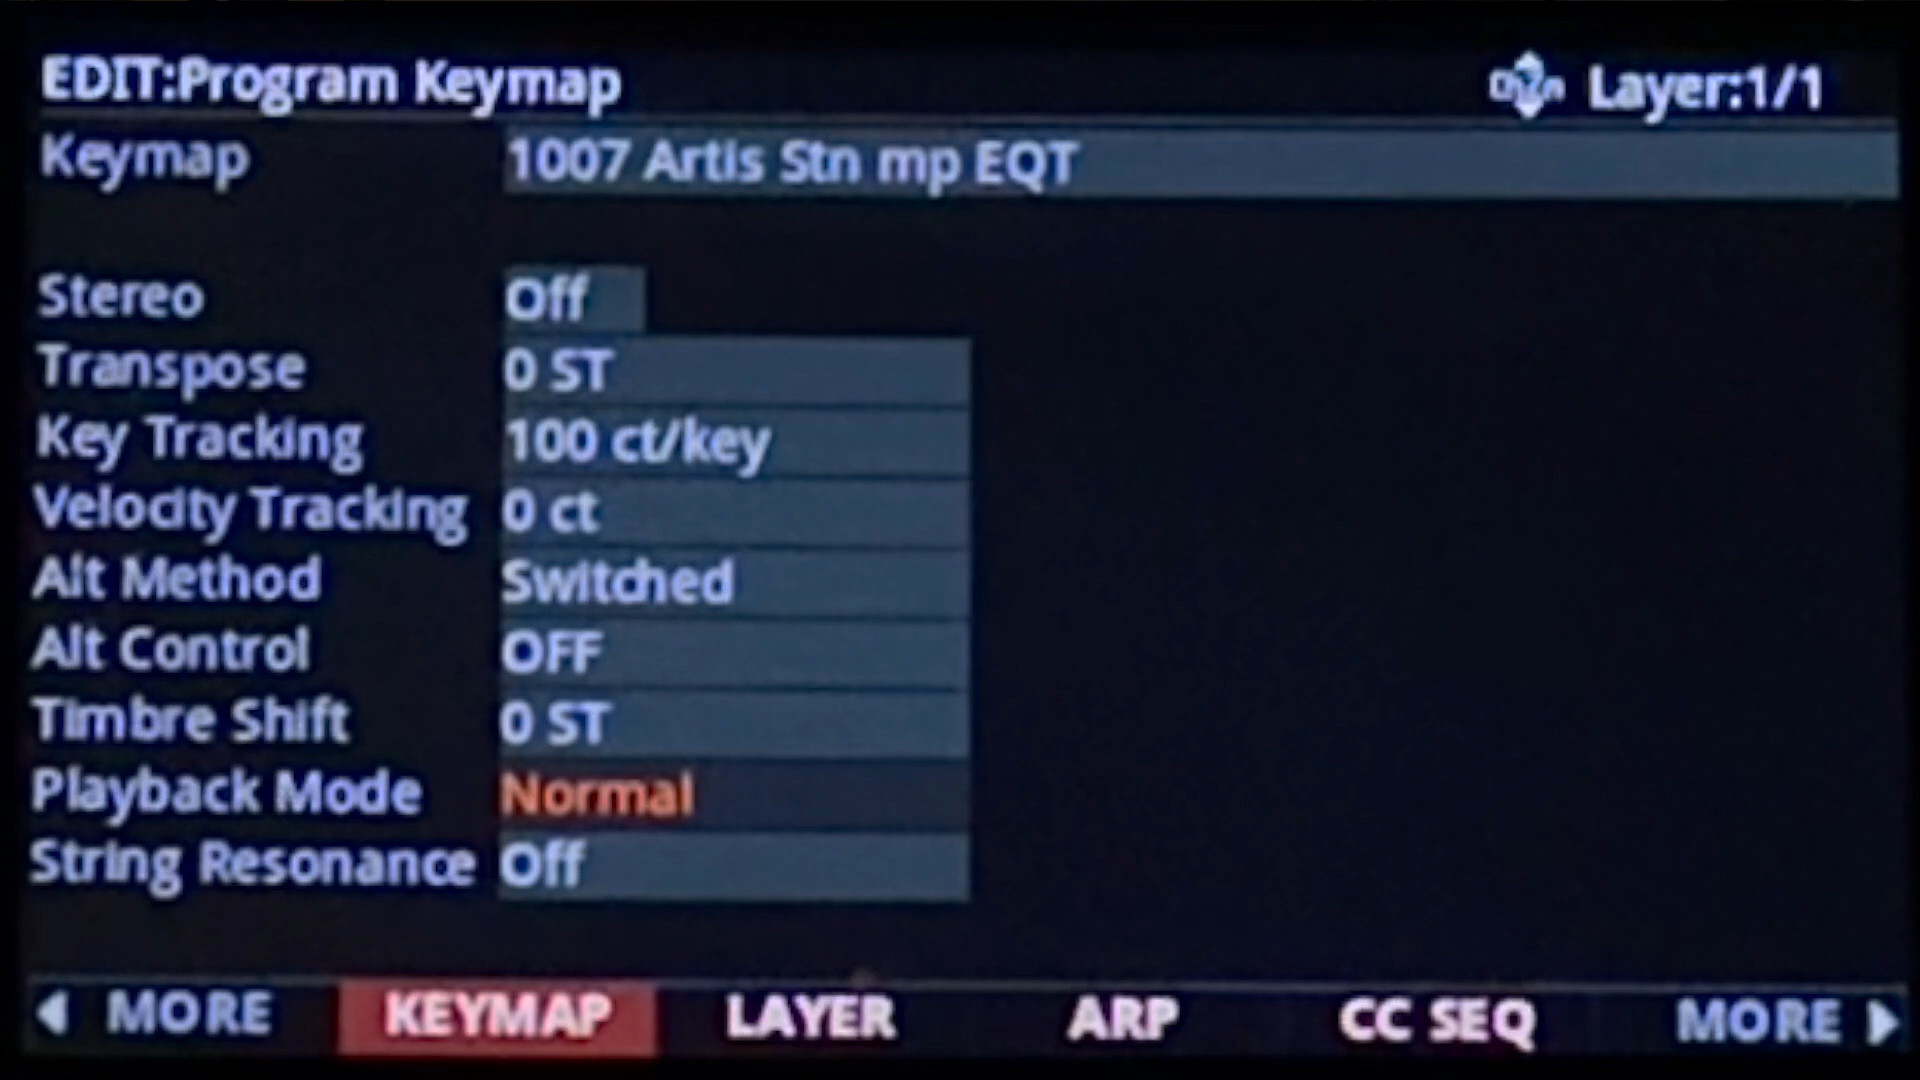 EDIT:Program Keymap Layer:1/1
Keymap 1007 Artis Stn mp EQT
Stereo Off
Transpose 0 ST
Key Tracking 100 ct/key
Velocity Tracking 0 ct
Alt Method Switched
Alt Control OFF
Timbre Shift 0 ST
Playback Mode Normal
String Resonance Off
MORE KEYMAP LAYER ARP CC SEQ MORE